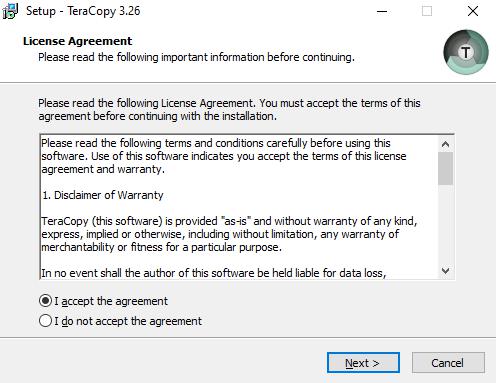 Setup - TeraCopy 3.26
License Agreement
Please read the following important information before continuing.
T
Please read the following License Agreement. You must accept the terms of this
agreement before continuing with the installation.
Please read the following terms and conditions carefully before using this
software. Use of this software indicates you accept the terms of this license
agreement and warranty.
1. Disclaimer of Warranty
TeraCopy (this software) is provided "as-is" and without warranty of any kind,
express, implied or otherwise, including without limitation, any warranty of
merchantability or fitness for a particular purpose.
In no event shall the author of this software be held liable for data loss,
I accept the agreement
I do not accept the agreement
Next >
Cancel